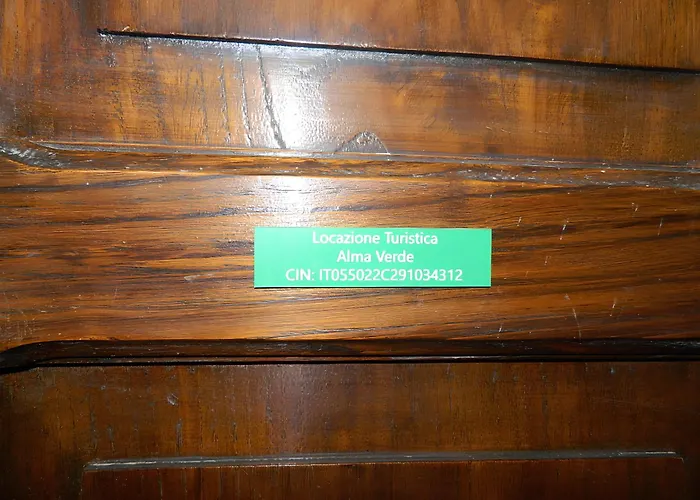 Locazione Turistica
Alma Verde
CIN: IT055022C291034312